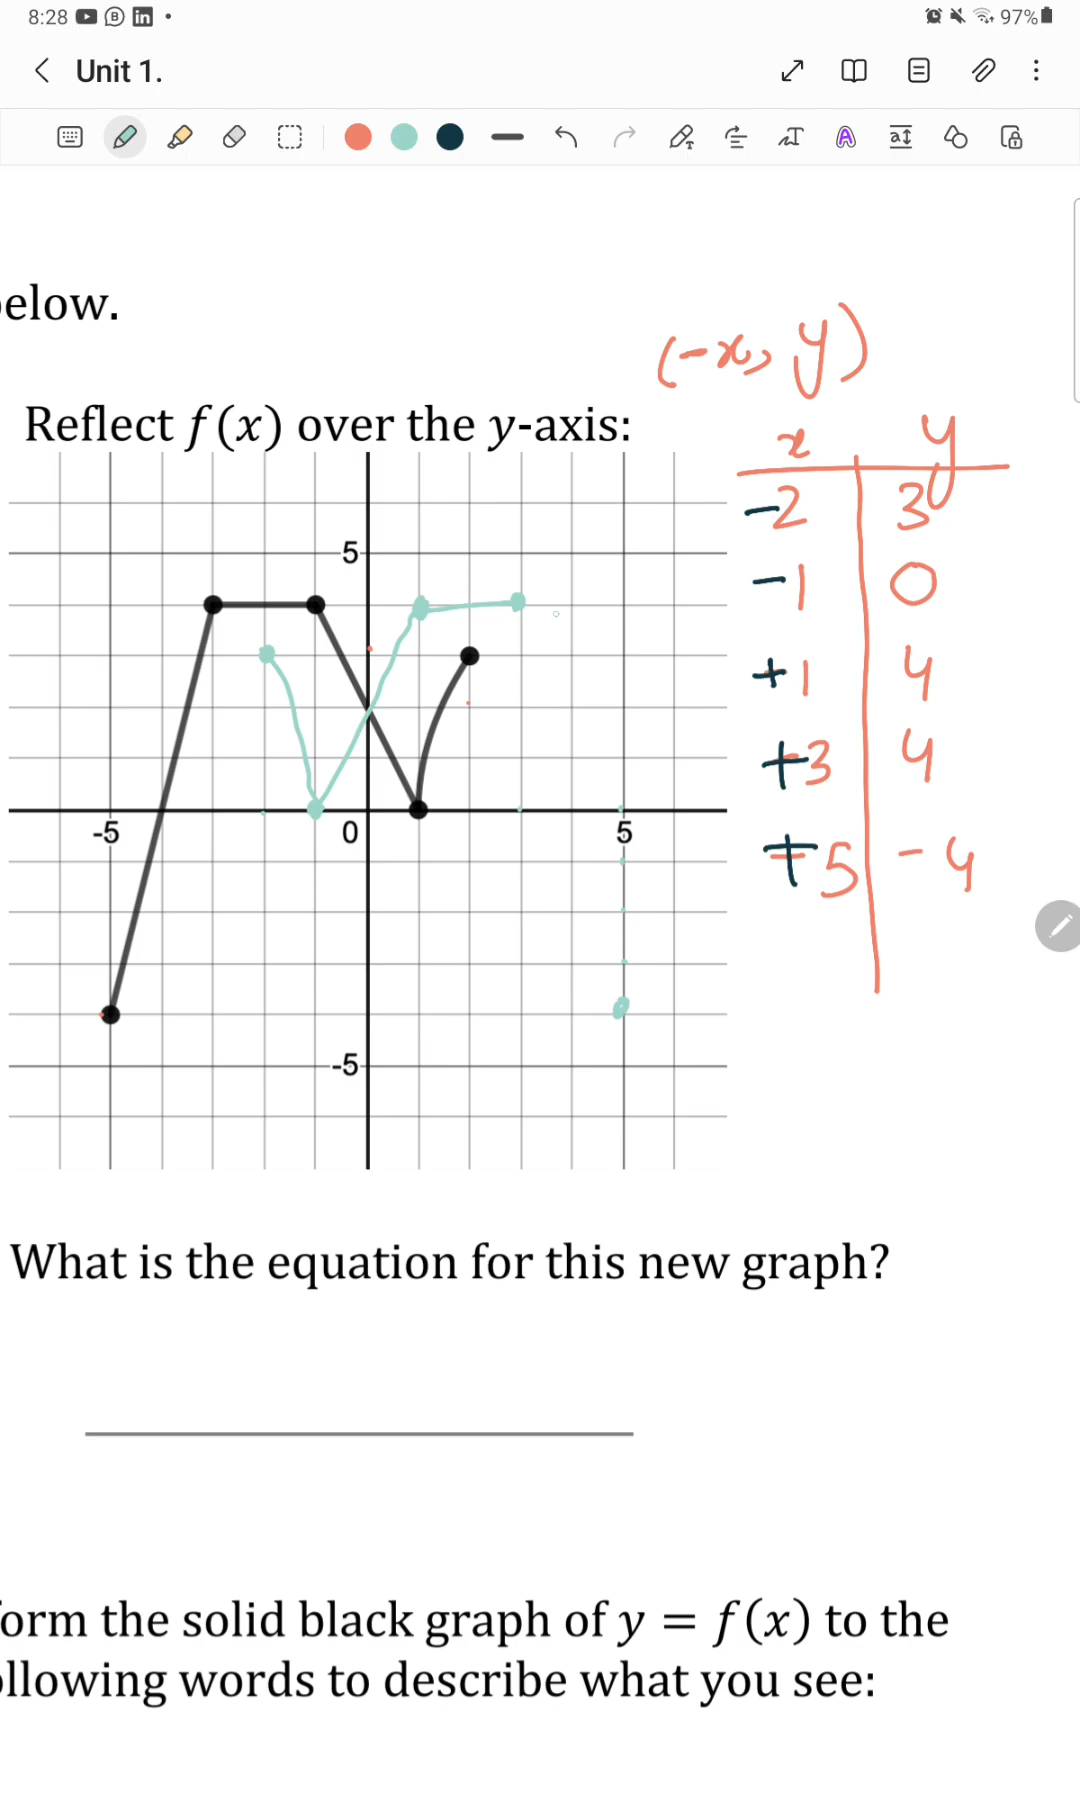 8:28 B in • 97%
Unit 1.
elow.
(-x, y)
Reflect f(x) over the y-axis:
x y
-2 3
-1 0
+1 4
+3 4
+5 -4
5
-5 0 5
-5
What is the equation for this new graph?
orm the solid black graph of y = f(x) to the
llowing words to describe what you see: